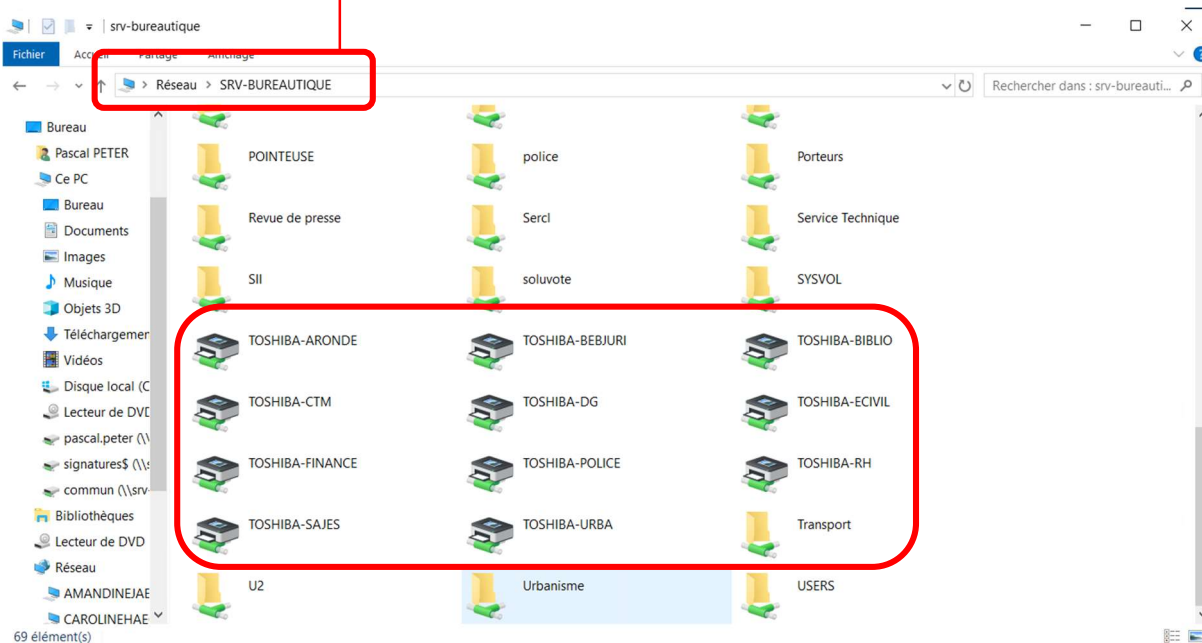 srv-bureautique
Fichier Accueil Partage Affichage
Réseau > SRV-BUREAUTIQUE
Rechercher dans : srv-bureauti...
Bureau
Pascal PETER
Ce PC
Bureau
Documents
Images
Musique
Objets 3D
Téléchargemen
Vidéos
Disque local (C
Lecteur de DVD
pascal.peter (\\
signatures$ (\\s
commun (\\srv-
Bibliothèques
Lecteur de DVD
Réseau
AMANDINEJAE
CAROLINEHAE
POINTEUSE police Porteurs
Revue de presse Sercl Service Technique
SII soluvote SYSVOL
TOSHIBA-ARONDE TOSHIBA-BEBJURI TOSHIBA-BIBLIO
TOSHIBA-CTM TOSHIBA-DG TOSHIBA-ECIVIL
TOSHIBA-FINANCE TOSHIBA-POLICE TOSHIBA-RH
TOSHIBA-SAJES TOSHIBA-URBA Transport
U2 Urbanisme USERS
69 élément(s)